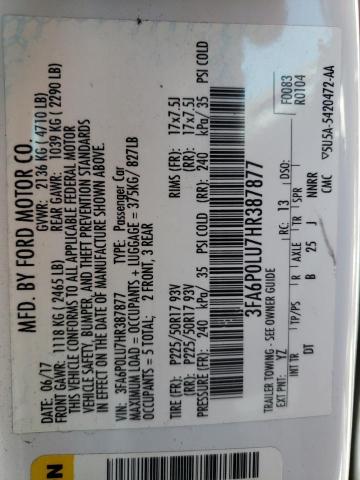 MFD. BY FORD MOTOR CO.
DATE: 06/17 GVWR: 2136 KG (4710 LB)
FRONT GAWR: 1118 KG (2465 LB) REAR GAWR: 1039 KG (2290 LB)
THIS VEHICLE CONFORMS TO ALL APPLICABLE FEDERAL MOTOR
VEHICLE SAFETY, BUMPER, AND THEFT PREVENTION STANDARDS
IN EFFECT ON THE DATE OF MANUFACTURE SHOWN ABOVE.
VIN: 3FA6P0LU7HR387877 TYPE: Passenger Car
MAXIMUM LOAD = OCCUPANTS + LUGGAGE = 375KG/ 827LB
OCCUPANTS = 5 TOTAL: 2 FRONT, 3 REAR
TIRE (FR): P225/50R17 93V RIMS (FR): 17x7.5J
(RR): P225/50R17 93V (RR): 17x7.5J
PRESSURE (FR): 240 kPa/ 35 PSI COLD (RR): 240 kPa/ 35 PSI COLD
3FA6P0LU7HR387877
F0083
R0104
TRAILER TOWING - SEE OWNER GUIDE
EXT PNT: YZ RC: 13 DSO:
INT TR TP/PS R AXLE TR SPR
DT B 25 J NNRR
CMC 5U5A-5420472-AA
N